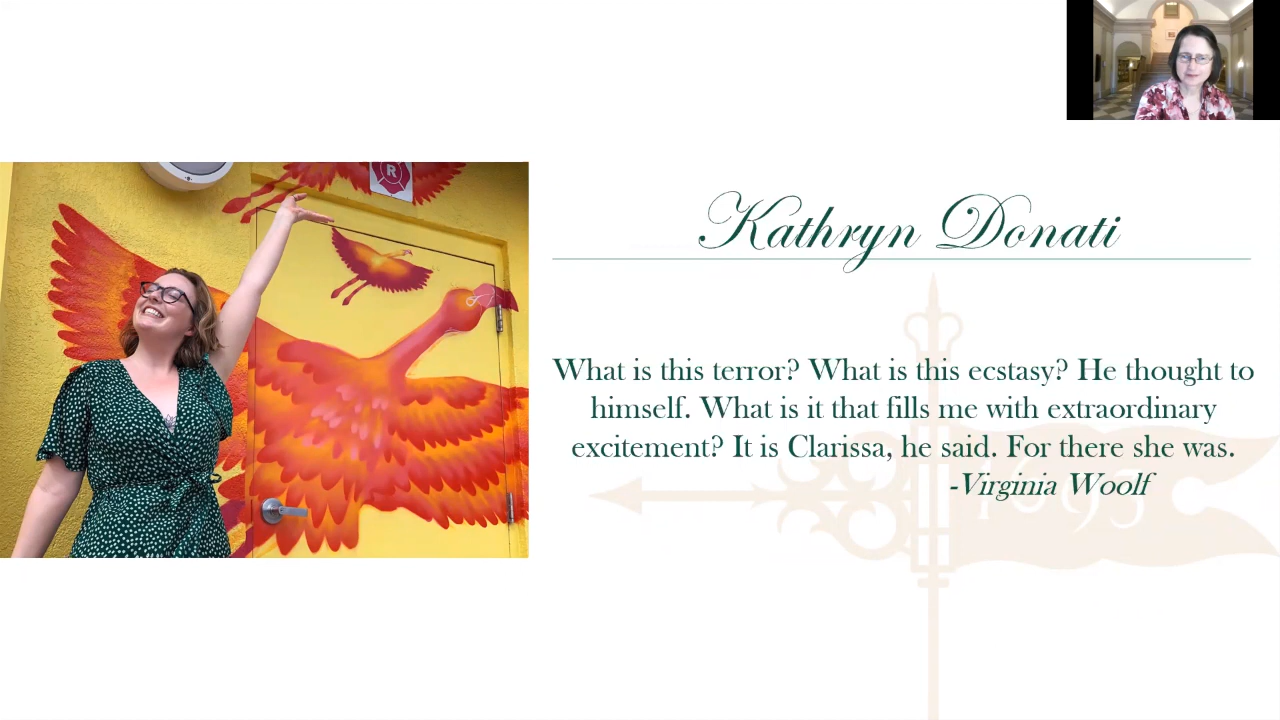 R
Kathryn Donati
What is this terror? What is this ecstasy? He thought to
himself. What is it that fills me with extraordinary
excitement? It is Clarissa, he said. For there she was.
-Virginia Woolf
1693